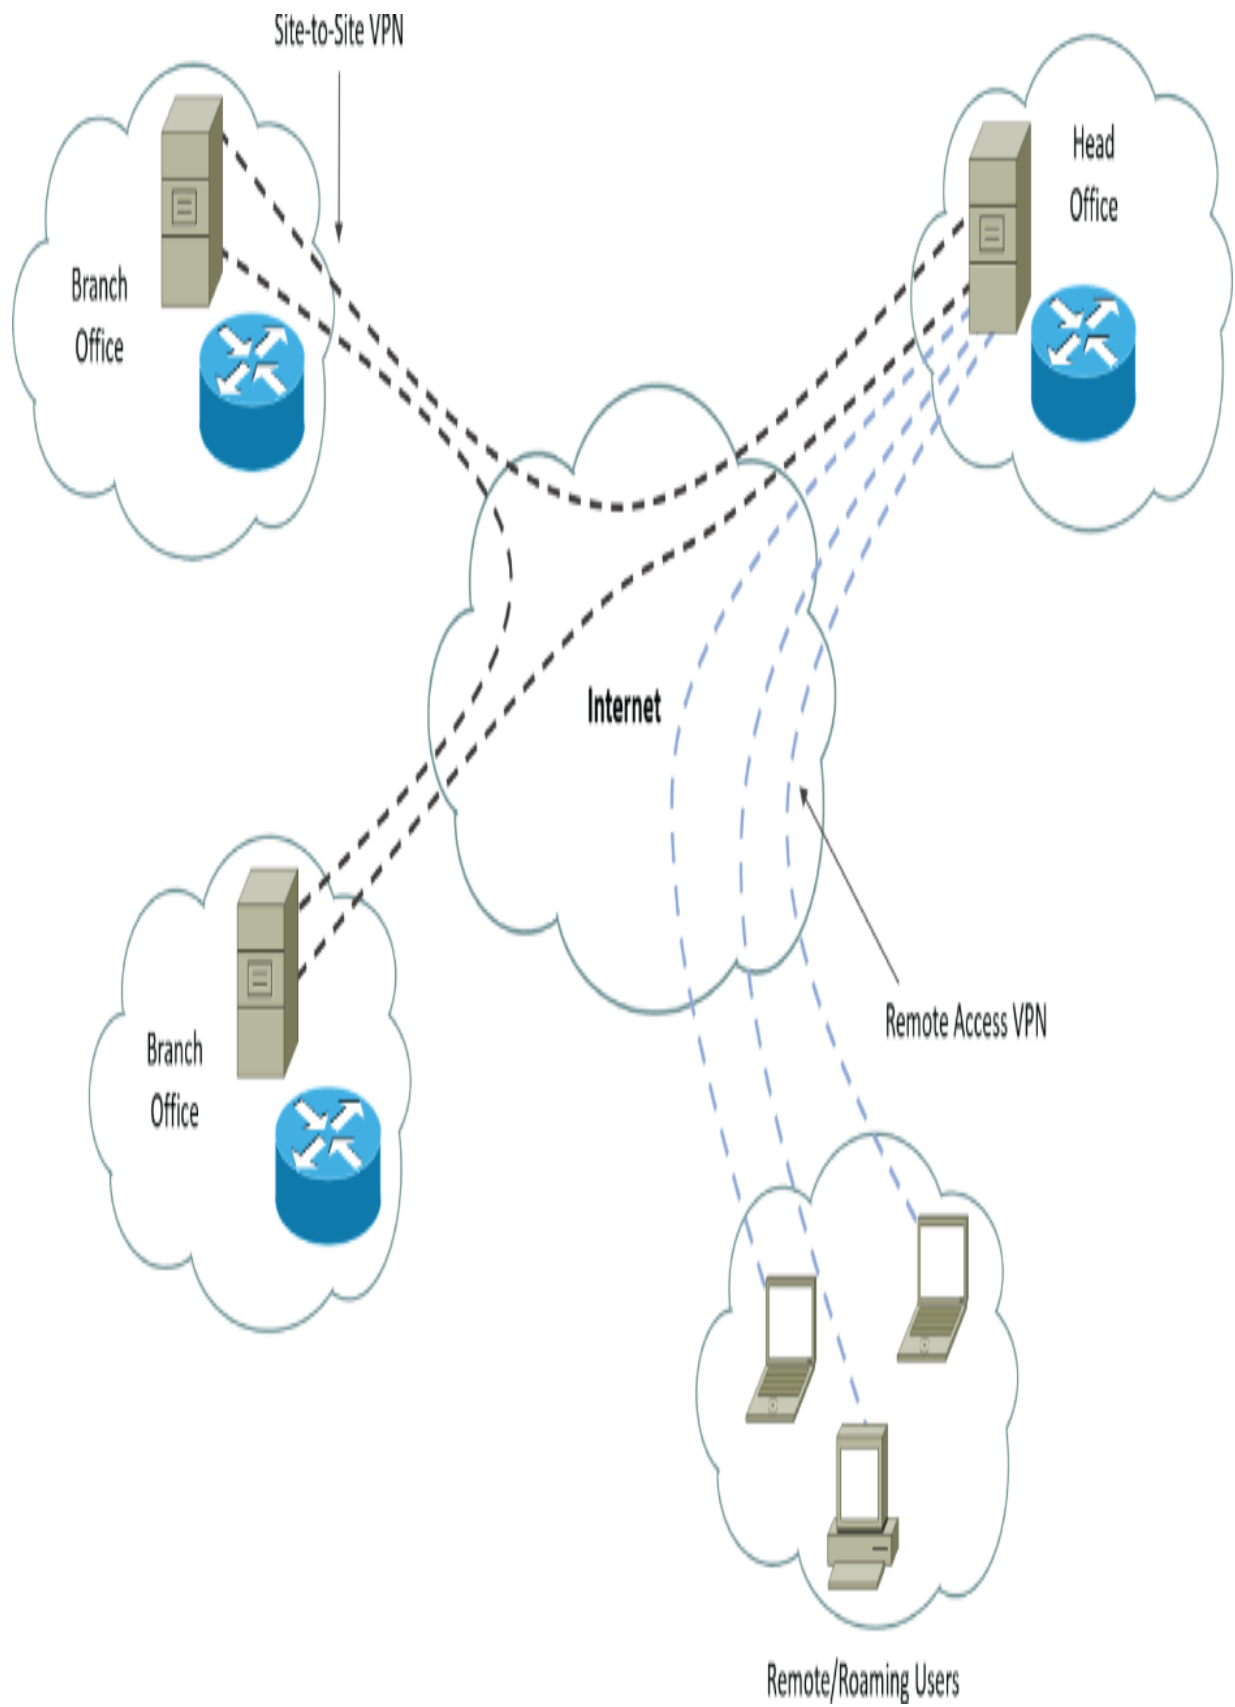 Site-to-Site VPN
Head
Office
Branch
Office
Internet
Remote Access VPN
Branch
Office
Remote/Roaming Users